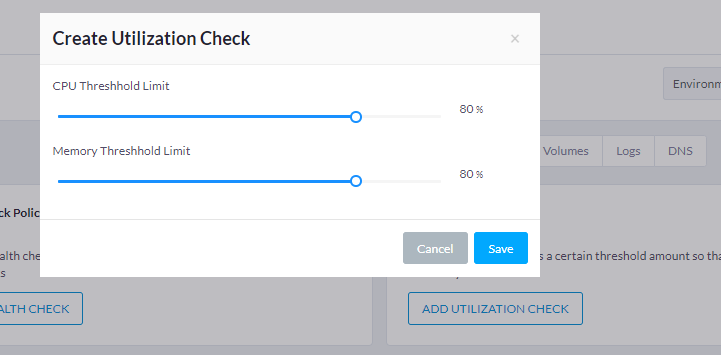 Create Utilization Check
×
CPU Threshhold Limit
80 %
Memory Threshhold Limit
80 %
Cancel
Save
Environm
Volumes
Logs
DNS
ck Polic
alth che
s
s a certain threshold amount so tha
ALTH CHECK
ADD UTILIZATION CHECK